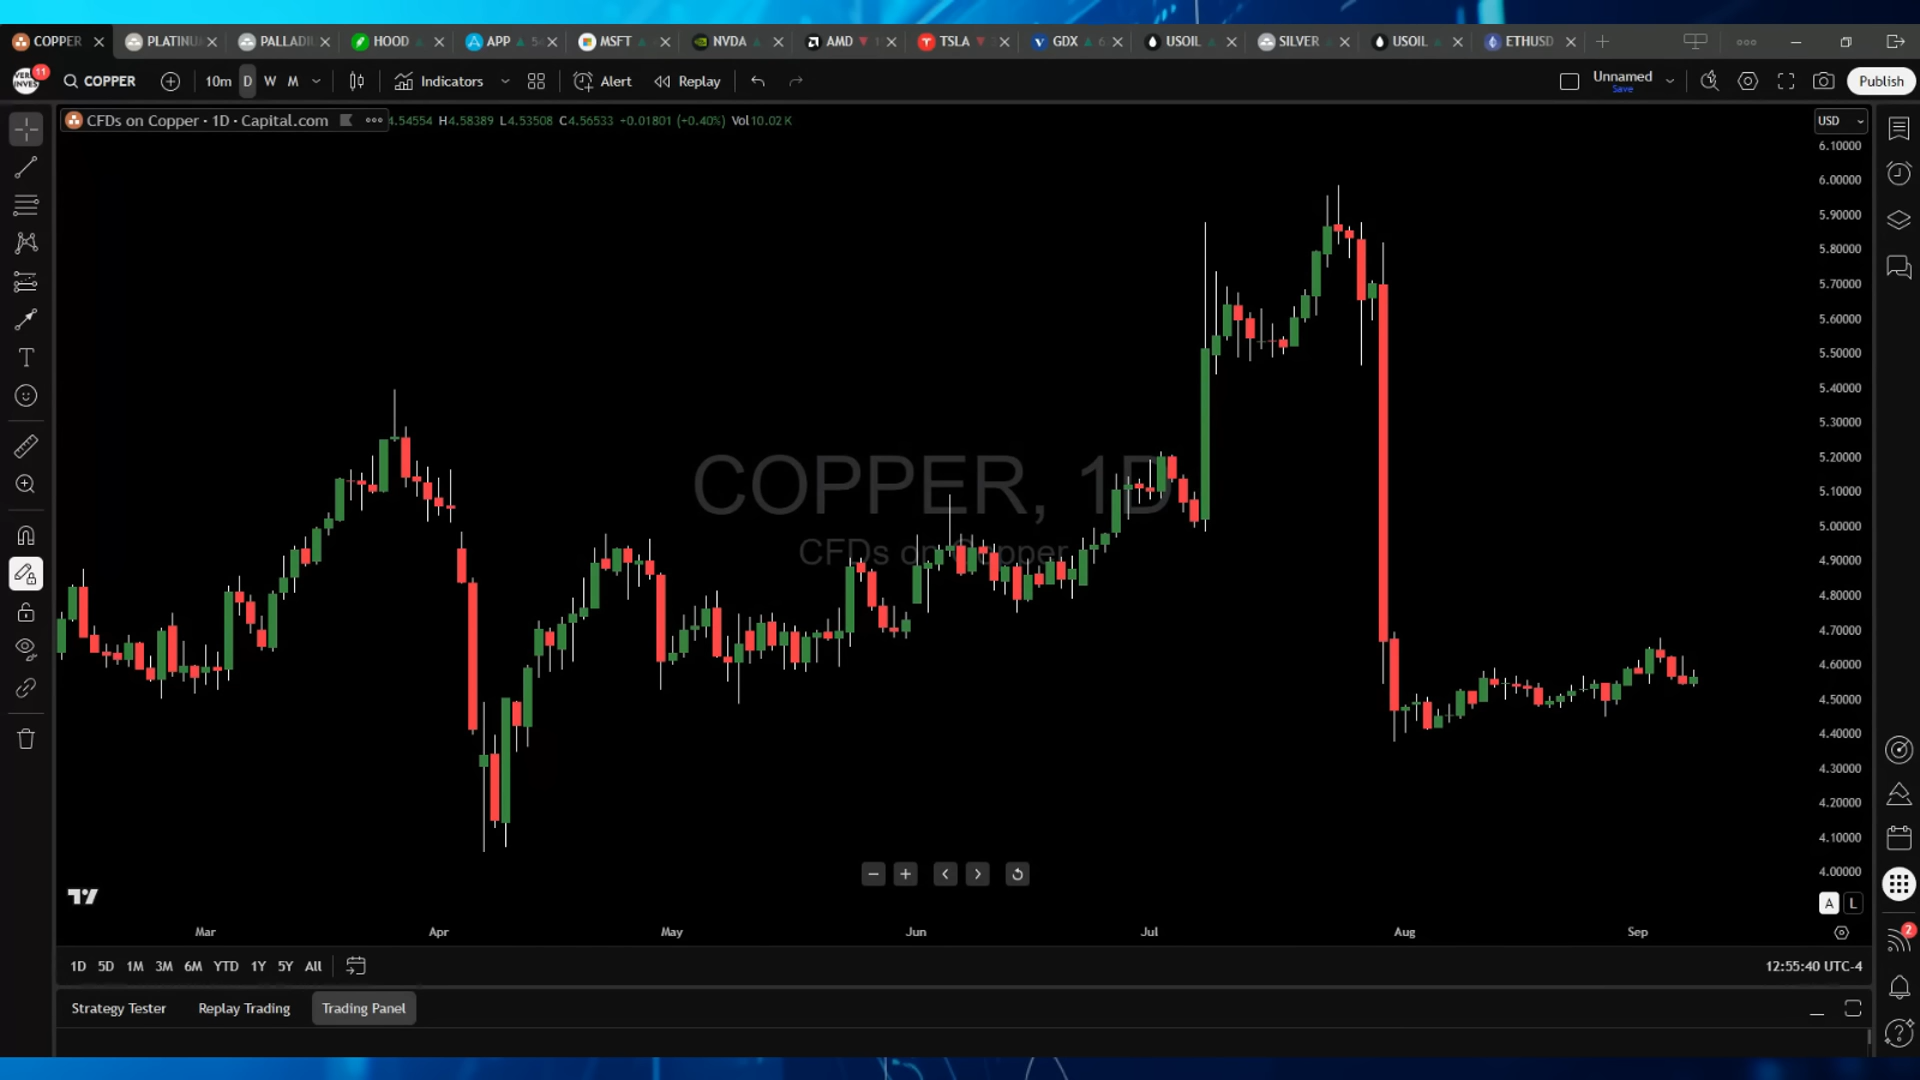 COPPER PLATINU PALLADI HOOD APP MSFT NVDA AMD TSLA GDX USOIL SILVER USOIL ETHUSD
11 COPPER 10m D W M Indicators Alert Replay Unnamed Save Publish
CFDs on Copper · 1D · Capital.com 4.54554 H4.58389 L4.53508 C4.56533 +0.01801 (+0.40%) Vol10.02 K
USD
6.10000
6.00000
5.90000
5.80000
5.70000
5.60000
5.50000
5.40000
5.30000
5.20000
5.10000
5.00000
4.90000
4.80000
4.70000
4.60000
4.50000
4.40000
4.30000
4.20000
4.10000
4.00000
COPPER, 1D
CFDs on Copper
A L
Mar Apr May Jun Jul Aug Sep
2
1D 5D 1M 3M 6M YTD 1Y 5Y All 12:55:40 UTC-4
Strategy Tester Replay Trading Trading Panel